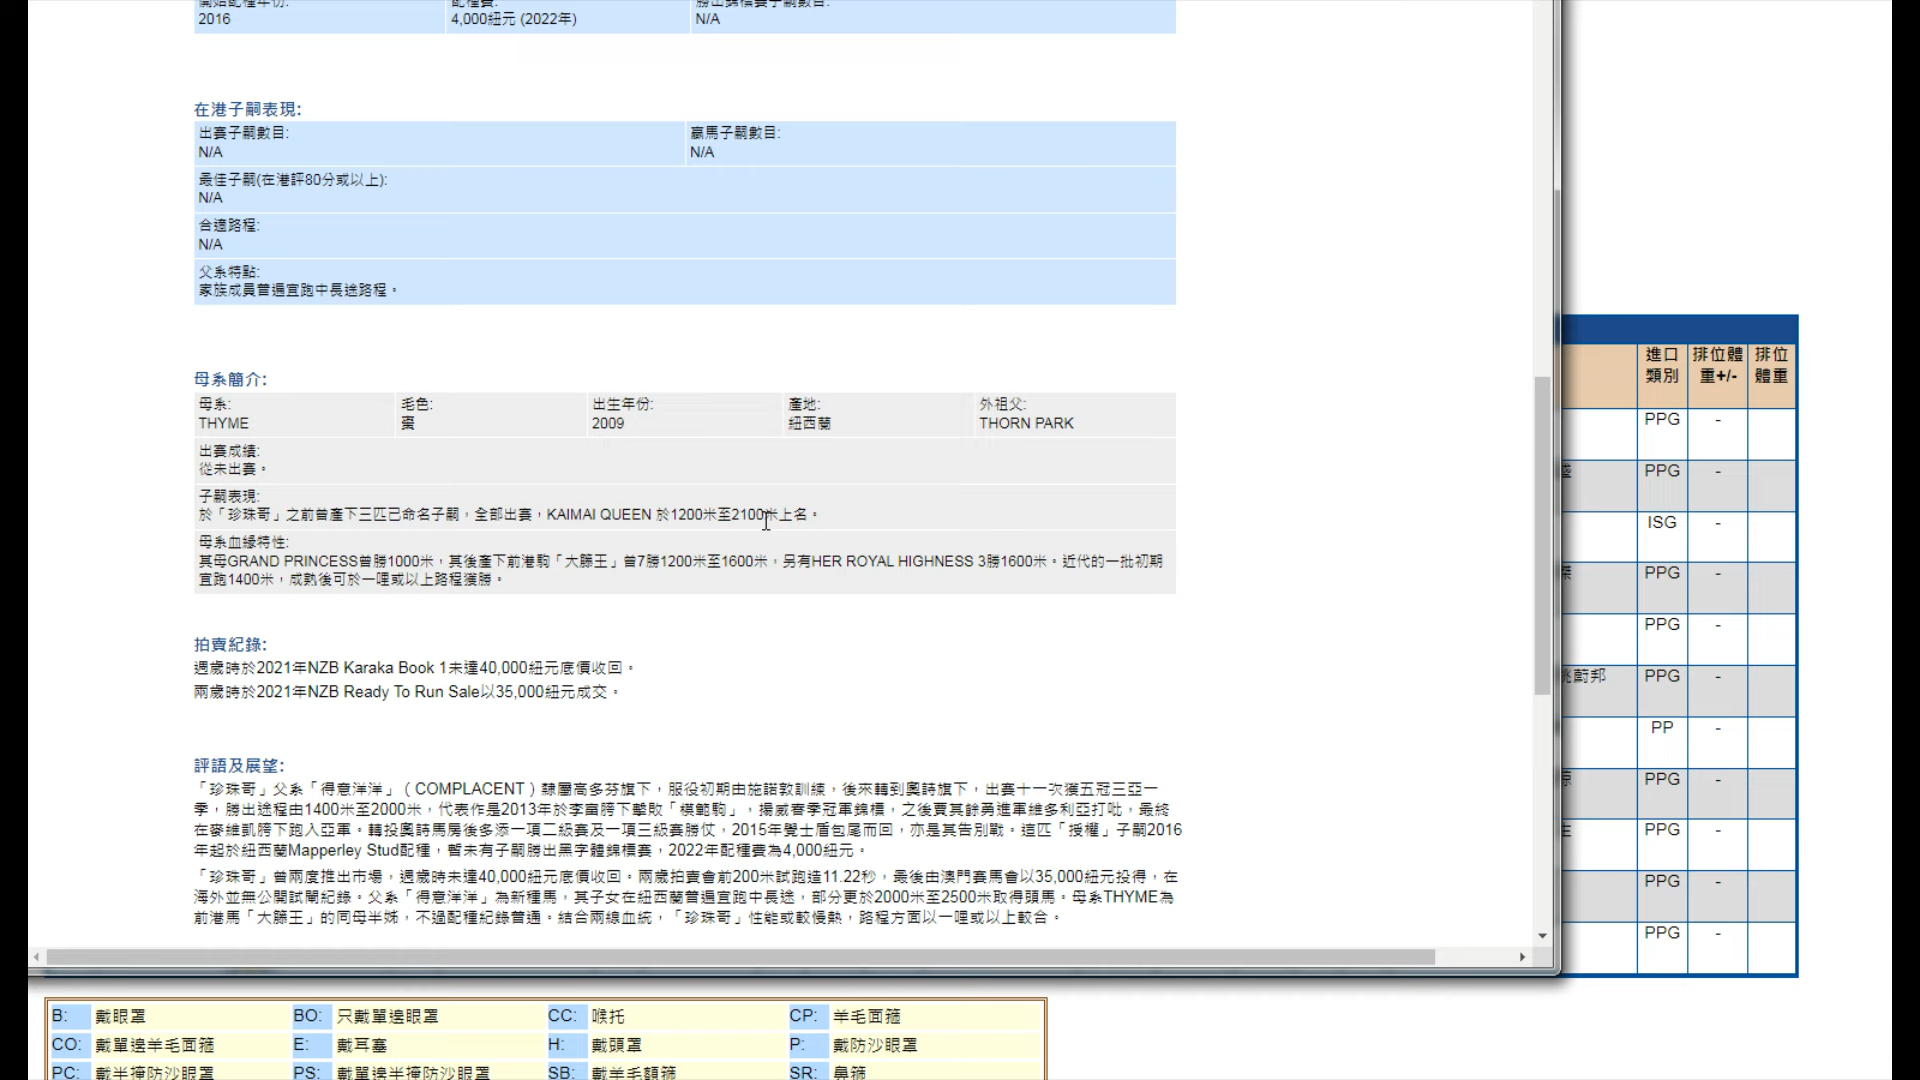 2016
4,000紐元 (2022年)
N/A
在港子嗣表現:
出賽子嗣數目:
N/A
贏馬子嗣數目:
N/A
最佳子嗣(在港評80分或以上):
N/A
合適路程:
N/A
父系特點:
家族成員普遍宜跑中長途路程。
母系簡介:
母系:
THYME
毛色:
棗
出生年份:
2009
產地:
紐西蘭
外祖父:
THORN PARK
出賽成績:
從未出賽。
子嗣表現:
於「珍珠哥」之前曾產下三匹已命名子嗣，全部出賽，KAIMAI QUEEN 於1200米至2100米上名。
母系血緣特性:
其母GRAND PRINCESS曾勝1000米，其後產下前港駒「大籐王」曾7勝1200米至1600米，另有HER ROYAL HIGHNESS 3勝1600米。近代的一批初期
宜跑1400米，成熟後可於一哩或以上路程獲勝。
拍賣紀錄:
週歲時於2021年NZB Karaka Book 1未達40,000紐元底價收回。
兩歲時於2021年NZB Ready To Run Sale以35,000紐元成交。
評語及展望:
「珍珠哥」父系「得意洋洋」（COMPLACENT）隸屬高多芬旗下，服役初期由施諾敦訓練，後來轉到奧詩旗下，出賽十一次獲五冠三亞一
季，勝出途程由1400米至2000米，代表作是2013年於李富胯下擊敗「模範駒」，揚威春季冠軍錦標，之後賈其餘勇進軍維多利亞打吡，最終
在麥維凱胯下跑入亞軍。轉投奧詩馬房後多添一項二級賽及一項三級賽勝仗，2015年覺士盾包尾而回，亦是其告別戰。這匹「授權」子嗣2016
年起於紐西蘭Mapperley Stud配種，暫未有子嗣勝出黑字體錦標賽，2022年配種費為4,000紐元。
「珍珠哥」曾兩度推出市場，週歲時未達40,000紐元底價收回。兩歲拍賣會前200米試跑造11.22秒，最後由澳門賽馬會以35,000紐元投得，在
海外並無公開試閘紀錄。父系「得意洋洋」為新種馬，其子女在紐西蘭普遍宜跑中長途，部分更於2000米至2500米取得頭馬。母系THYME為
前港馬「大籐王」的同母半姊，不過配種紀錄普通。結合兩線血統，「珍珠哥」性能或較慢熱，路程方面以一哩或以上較合。
進口類別
排位體重+/-
排位體重
PPG -
PPG -
ISG -
PPG -
PPG -
蔚邦 PPG -
PP -
PPG -
PPG -
PPG -
PPG -
B: 戴眼罩 BO: 只戴單邊眼罩 CC: 喉托 CP: 羊毛面箍
CO: 戴單邊羊毛面箍 E: 戴耳塞 H: 戴頭罩 P: 戴防沙眼罩
PC: 戴半掩防沙眼罩 PS: 戴單邊半掩防沙眼罩 SB: 戴羊毛額箍 SR: 鼻箍